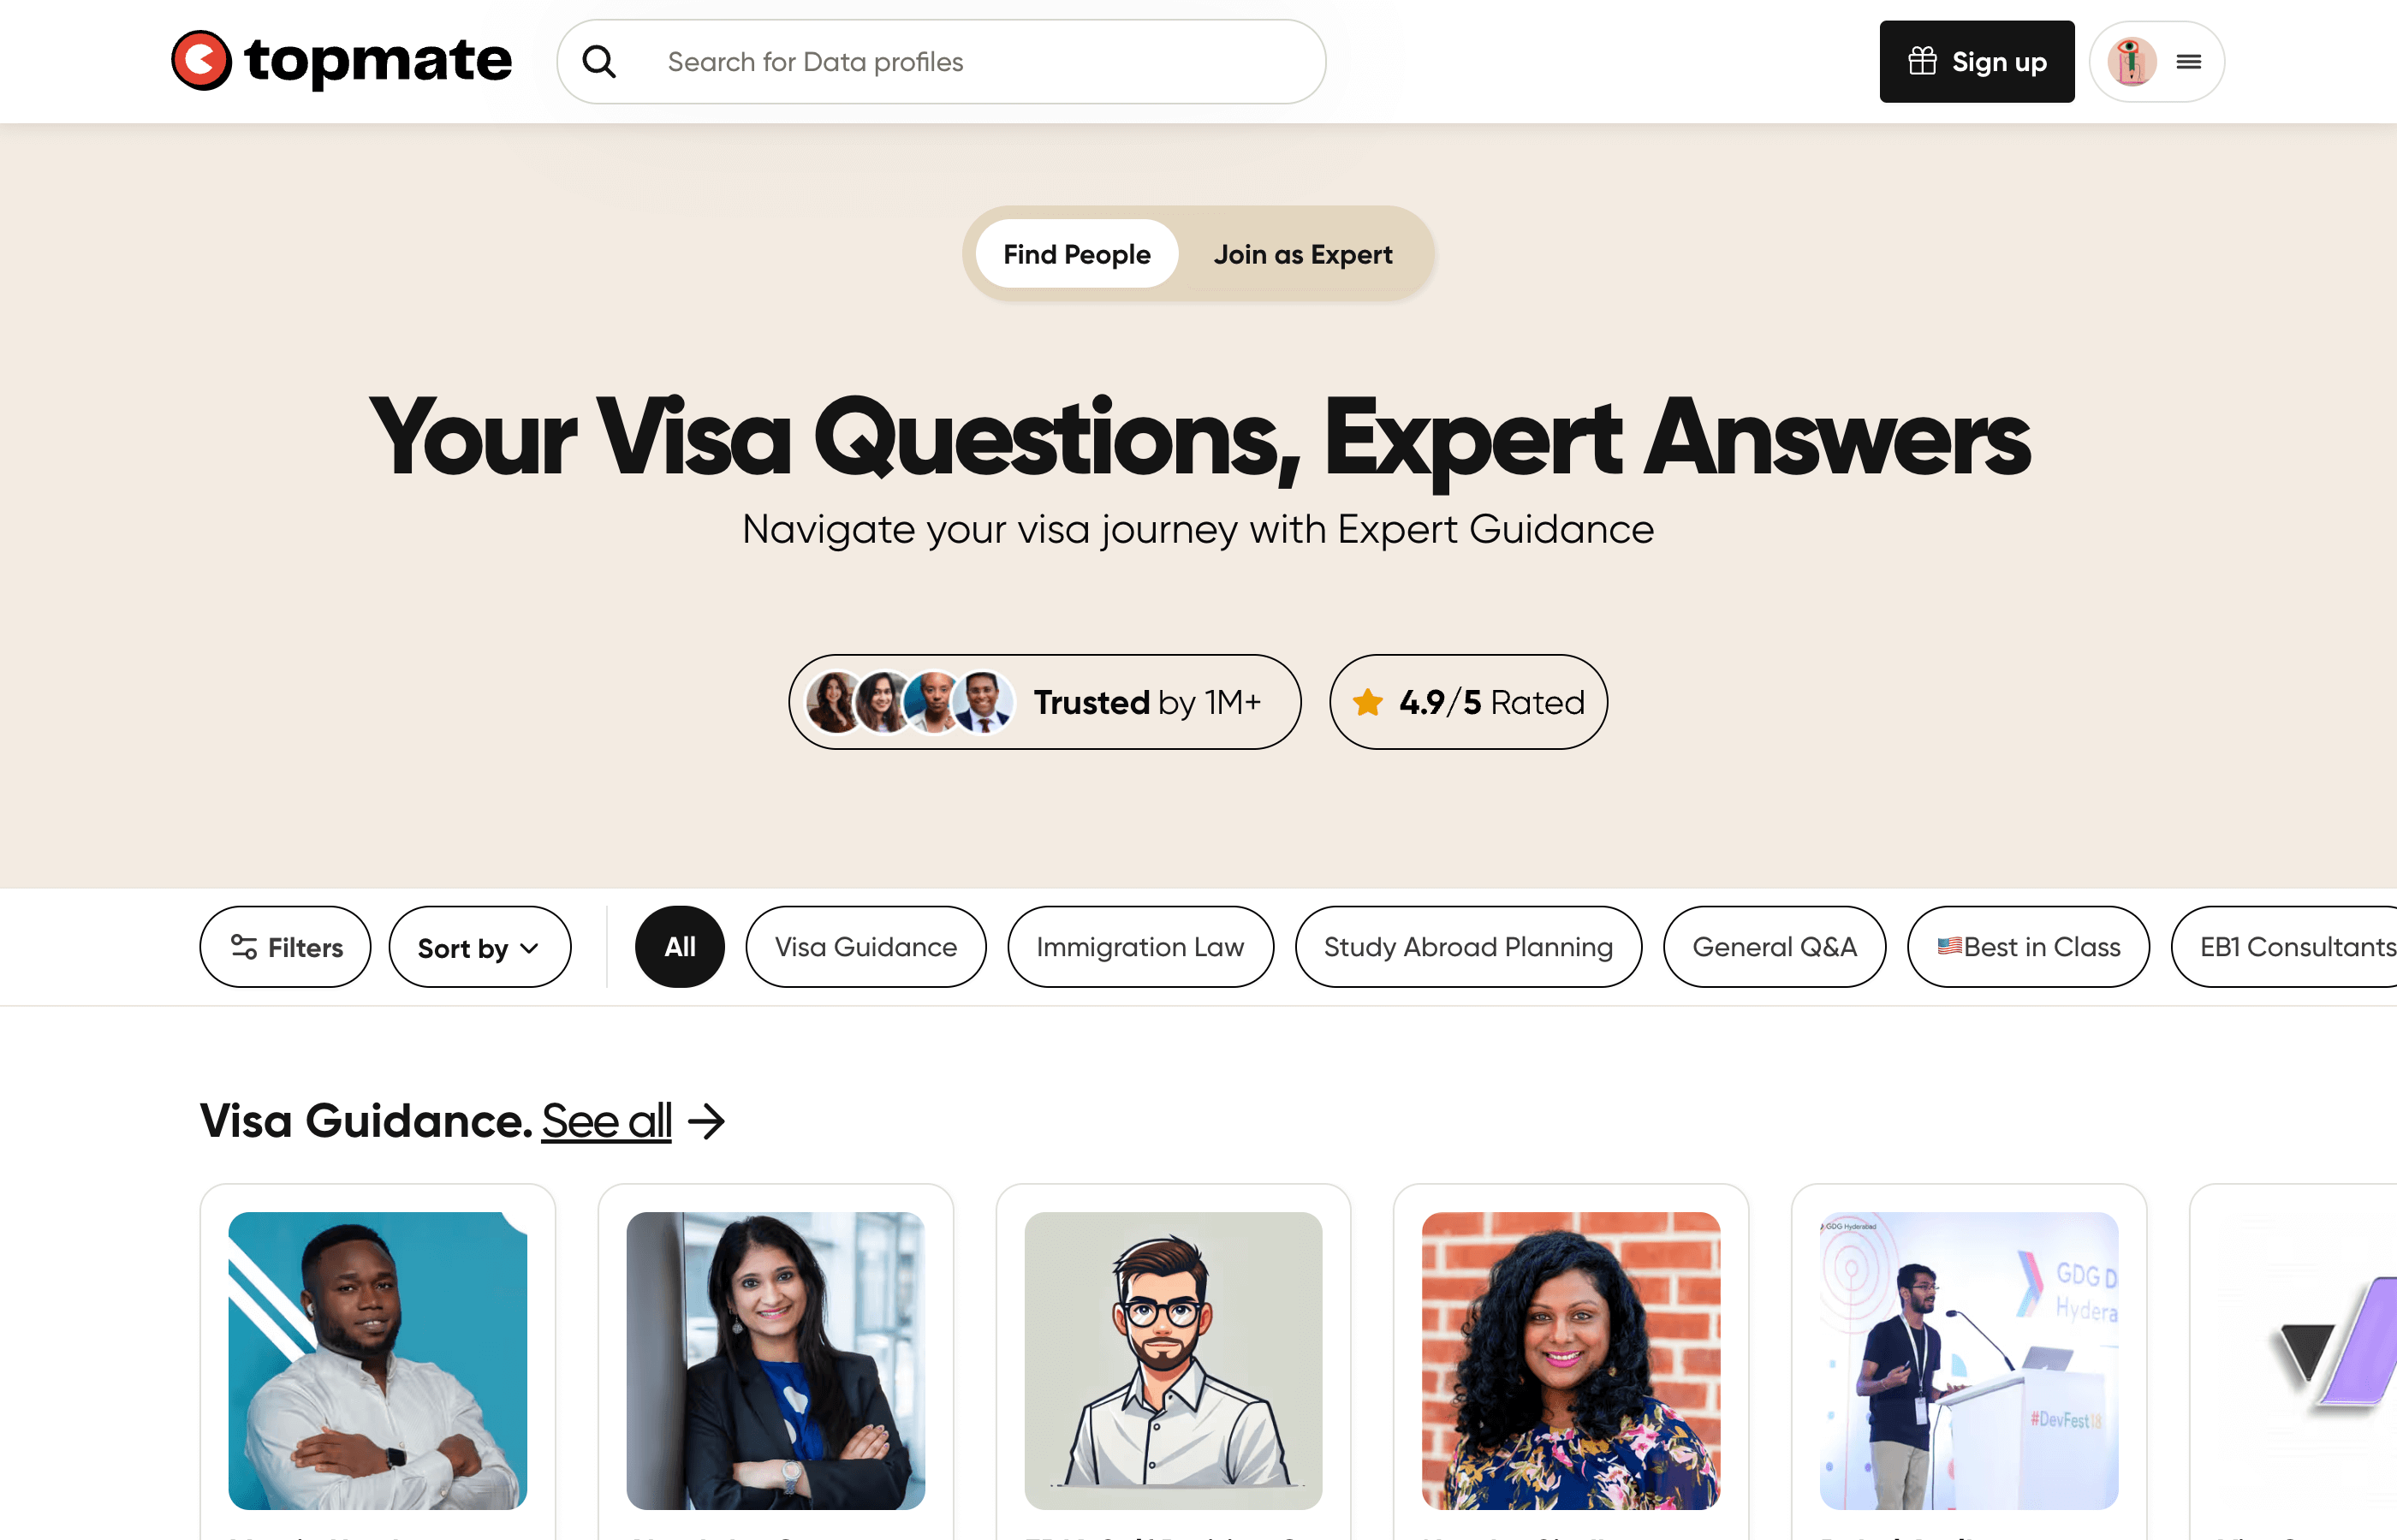 topmate
Search for Data profiles
Sign up
Find People
Join as Expert
Your Visa Questions, Expert Answers
Navigate your visa journey with Expert Guidance
Trusted by 1M+
4.9/5 Rated
Filters
Sort by
All
Visa Guidance
Immigration Law
Study Abroad Planning
General Q&A
🇺🇸Best in Class
EB1 Consultants
Visa Guidance. See all →
GDG Hyderabad
GDG D
Hydera
#DevFest18